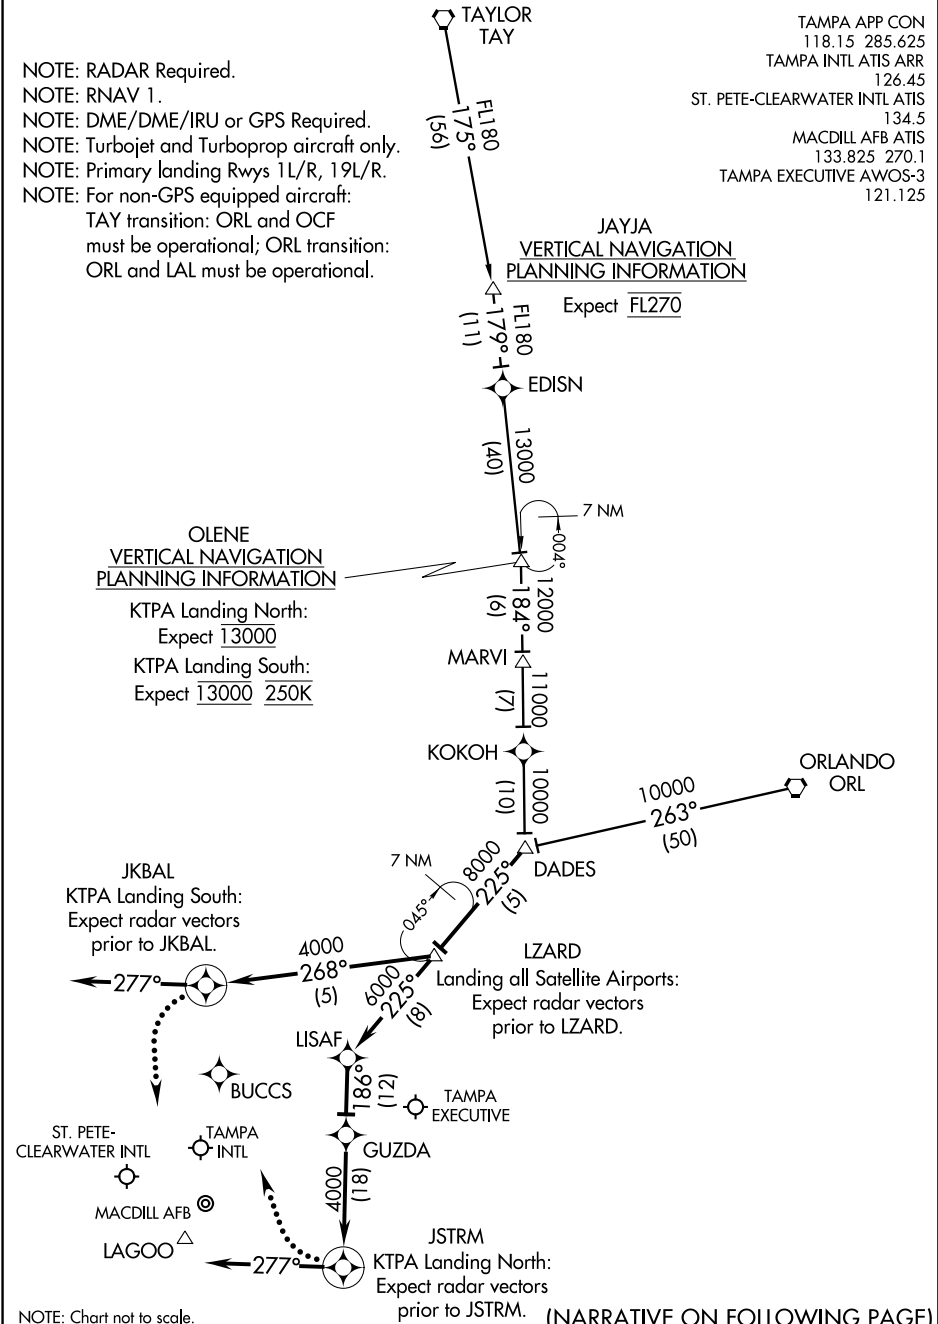 TAYLOR
TAY
TAMPA APP CON
118.15 285.625
TAMPA INTL ATIS ARR
126.45
ST. PETE-CLEARWATER INTL ATIS
134.5
MACDILL AFB ATIS
133.825 270.1
TAMPA EXECUTIVE AWOS-3
121.125
NOTE: RADAR Required.
NOTE: RNAV 1.
NOTE: DME/DME/IRU or GPS Required.
NOTE: Turbojet and Turboprop aircraft only.
NOTE: Primary landing Rwys 1L/R, 19L/R.
NOTE: For non-GPS equipped aircraft:
TAY transition: ORL and OCF
must be operational; ORL transition:
ORL and LAL must be operational.
FL180
175°
(56)
JAYJA
VERTICAL NAVIGATION
PLANNING INFORMATION
Expect FL270
FL180
179°
(11)
EDISN
13000
(40)
7 NM
004°
OLENE
VERTICAL NAVIGATION
PLANNING INFORMATION
KTPA Landing North:
Expect 13000
KTPA Landing South:
Expect 13000 250K
12000
184°
(6)
MARVI
11000
(7)
KOKOH
10000
(10)
ORLANDO
ORL
10000
263°
(50)
DADES
8000
225°
(5)
7 NM
045°
JKBAL
KTPA Landing South:
Expect radar vectors
prior to JKBAL.
4000
268°
(5)
277°
LZARD
Landing all Satellite Airports:
Expect radar vectors
prior to LZARD.
6000
225°
(8)
LISAF
186°
(12)
BUCCS
TAMPA
EXECUTIVE
ST. PETE-
CLEARWATER INTL
TAMPA
INTL
GUZDA
4000
(18)
MACDILL AFB
LAGOO
277°
JSTRM
KTPA Landing North:
Expect radar vectors
prior to JSTRM.
NOTE: Chart not to scale.
(NARRATIVE ON FOLLOWING PAGE)